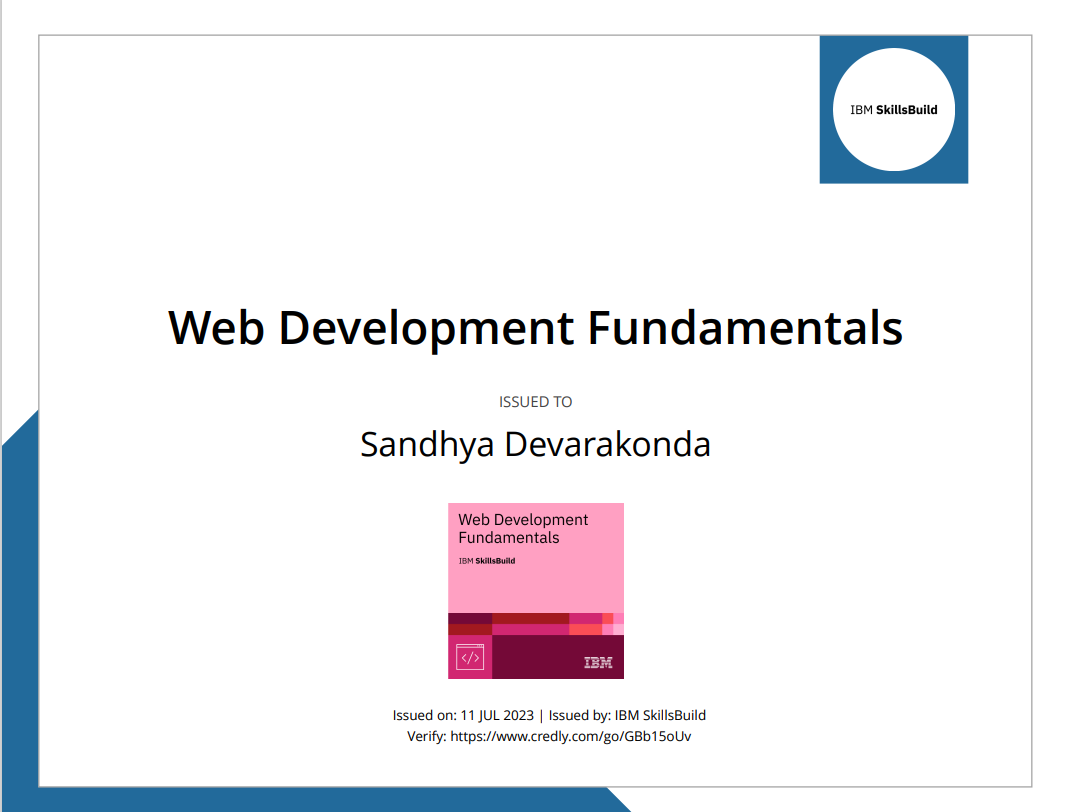 IBM SkillsBuild
Web Development Fundamentals
ISSUED TO
Sandhya Devarakonda
Web Development
Fundamentals
IBM SkillsBuild
</>
IBM
Issued on: 11 JUL 2023 | Issued by: IBM SkillsBuild
Verify: https://www.credly.com/go/GBb15oUv